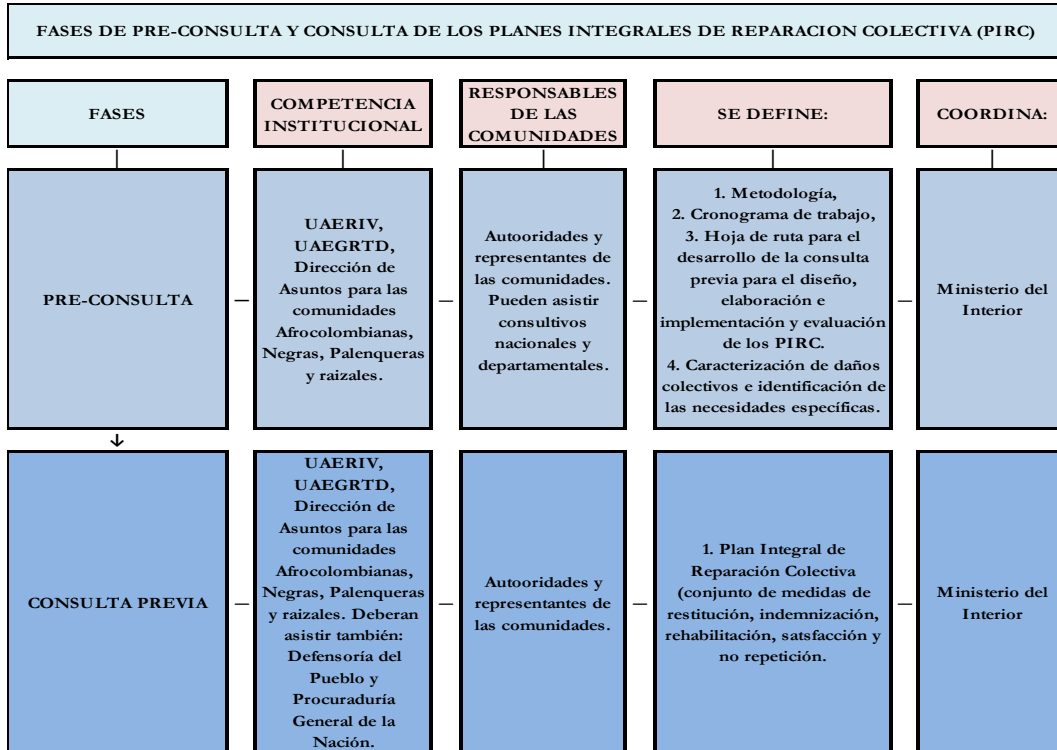 FASES DE PRE-CONSULTA Y CONSULTA DE LOS PLANES INTEGRALES DE REPARACION COLECTIVA (PIRC)
FASES
COMPETENCIA
INSTITUCIONAL
RESPONSABLES
DE LAS
COMUNIDADES
SE DEFINE:
COORDINA:
PRE-CONSULTA
UAERIV,
UAEGRTD,
Dirección de
Asuntos para las
comunidades
Afrocolombianas,
Negras, Palenqueras
y raizales.
Autooridades y
representantes de
las comunidades.
Pueden asistir
consultivos
nacionales y
departamentales.
1. Metodología,
2. Cronograma de trabajo,
3. Hoja de ruta para el
desarrollo de la consulta
previa para el diseño,
elaboración e
implementación y evaluación
de los PIRC.
4. Caracterización de daños
colectivos e identificación de
las necesidades específicas.
Ministerio del
Interior
CONSULTA PREVIA
UAERIV,
UAEGRTD,
Dirección de
Asuntos para las
comunidades
Afrocolombianas,
Negras, Palenqueras
y raizales. Deberan
asistir también:
Defensoría del
Pueblo y
Procuraduría
General de la
Nación.
Autooridades y
representantes de
las comunidades.
1. Plan Integral de
Reparación Colectiva
(conjunto de medidas de
restitución, indemnización,
rehabilitación, satisfacción y
no repetición.
Ministerio del
Interior